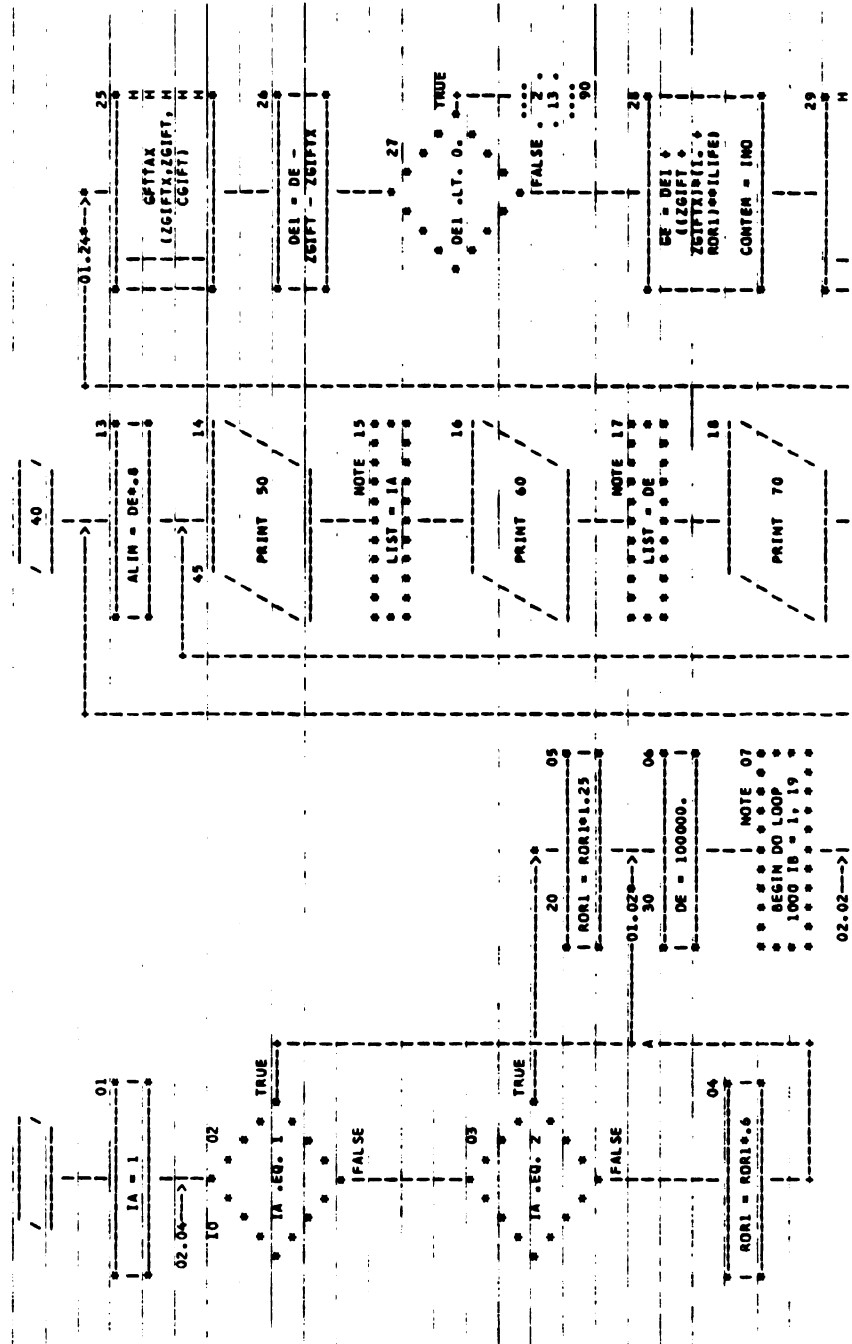 01
IA = 1
02.04--->
10 02
IA .EQ. 1
TRUE
FALSE
03
IA .EQ. 2
TRUE
FALSE
04
ROR1 = ROR1*.6
A
20 05
ROR1 = ROR1*1.25
01.02*--->
30 06
DE = 100000.
NOTE 07
BEGIN DO LOOP
1000 IB = 1, 19
02.02--->
40
13
ALIM = DE*.8
45 14
PRINT 50
NOTE 15
LIST = IA
16
PRINT 60
NOTE 17
LIST = DE
18
PRINT 70
01.24*--->
25
GFTTAX
(ZGIFTX,ZGIFT,
CGIFT)
26
DE1 = DE -
ZGIFT - ZGIFTX
27
DE1 .LT. 0.
TRUE
FALSE
2
13
90
28
GE = DE1 +
((ZGIFT +
ZGIFTX)*(1. +
ROR1)**ILIFE)
CONTEM = IND
29